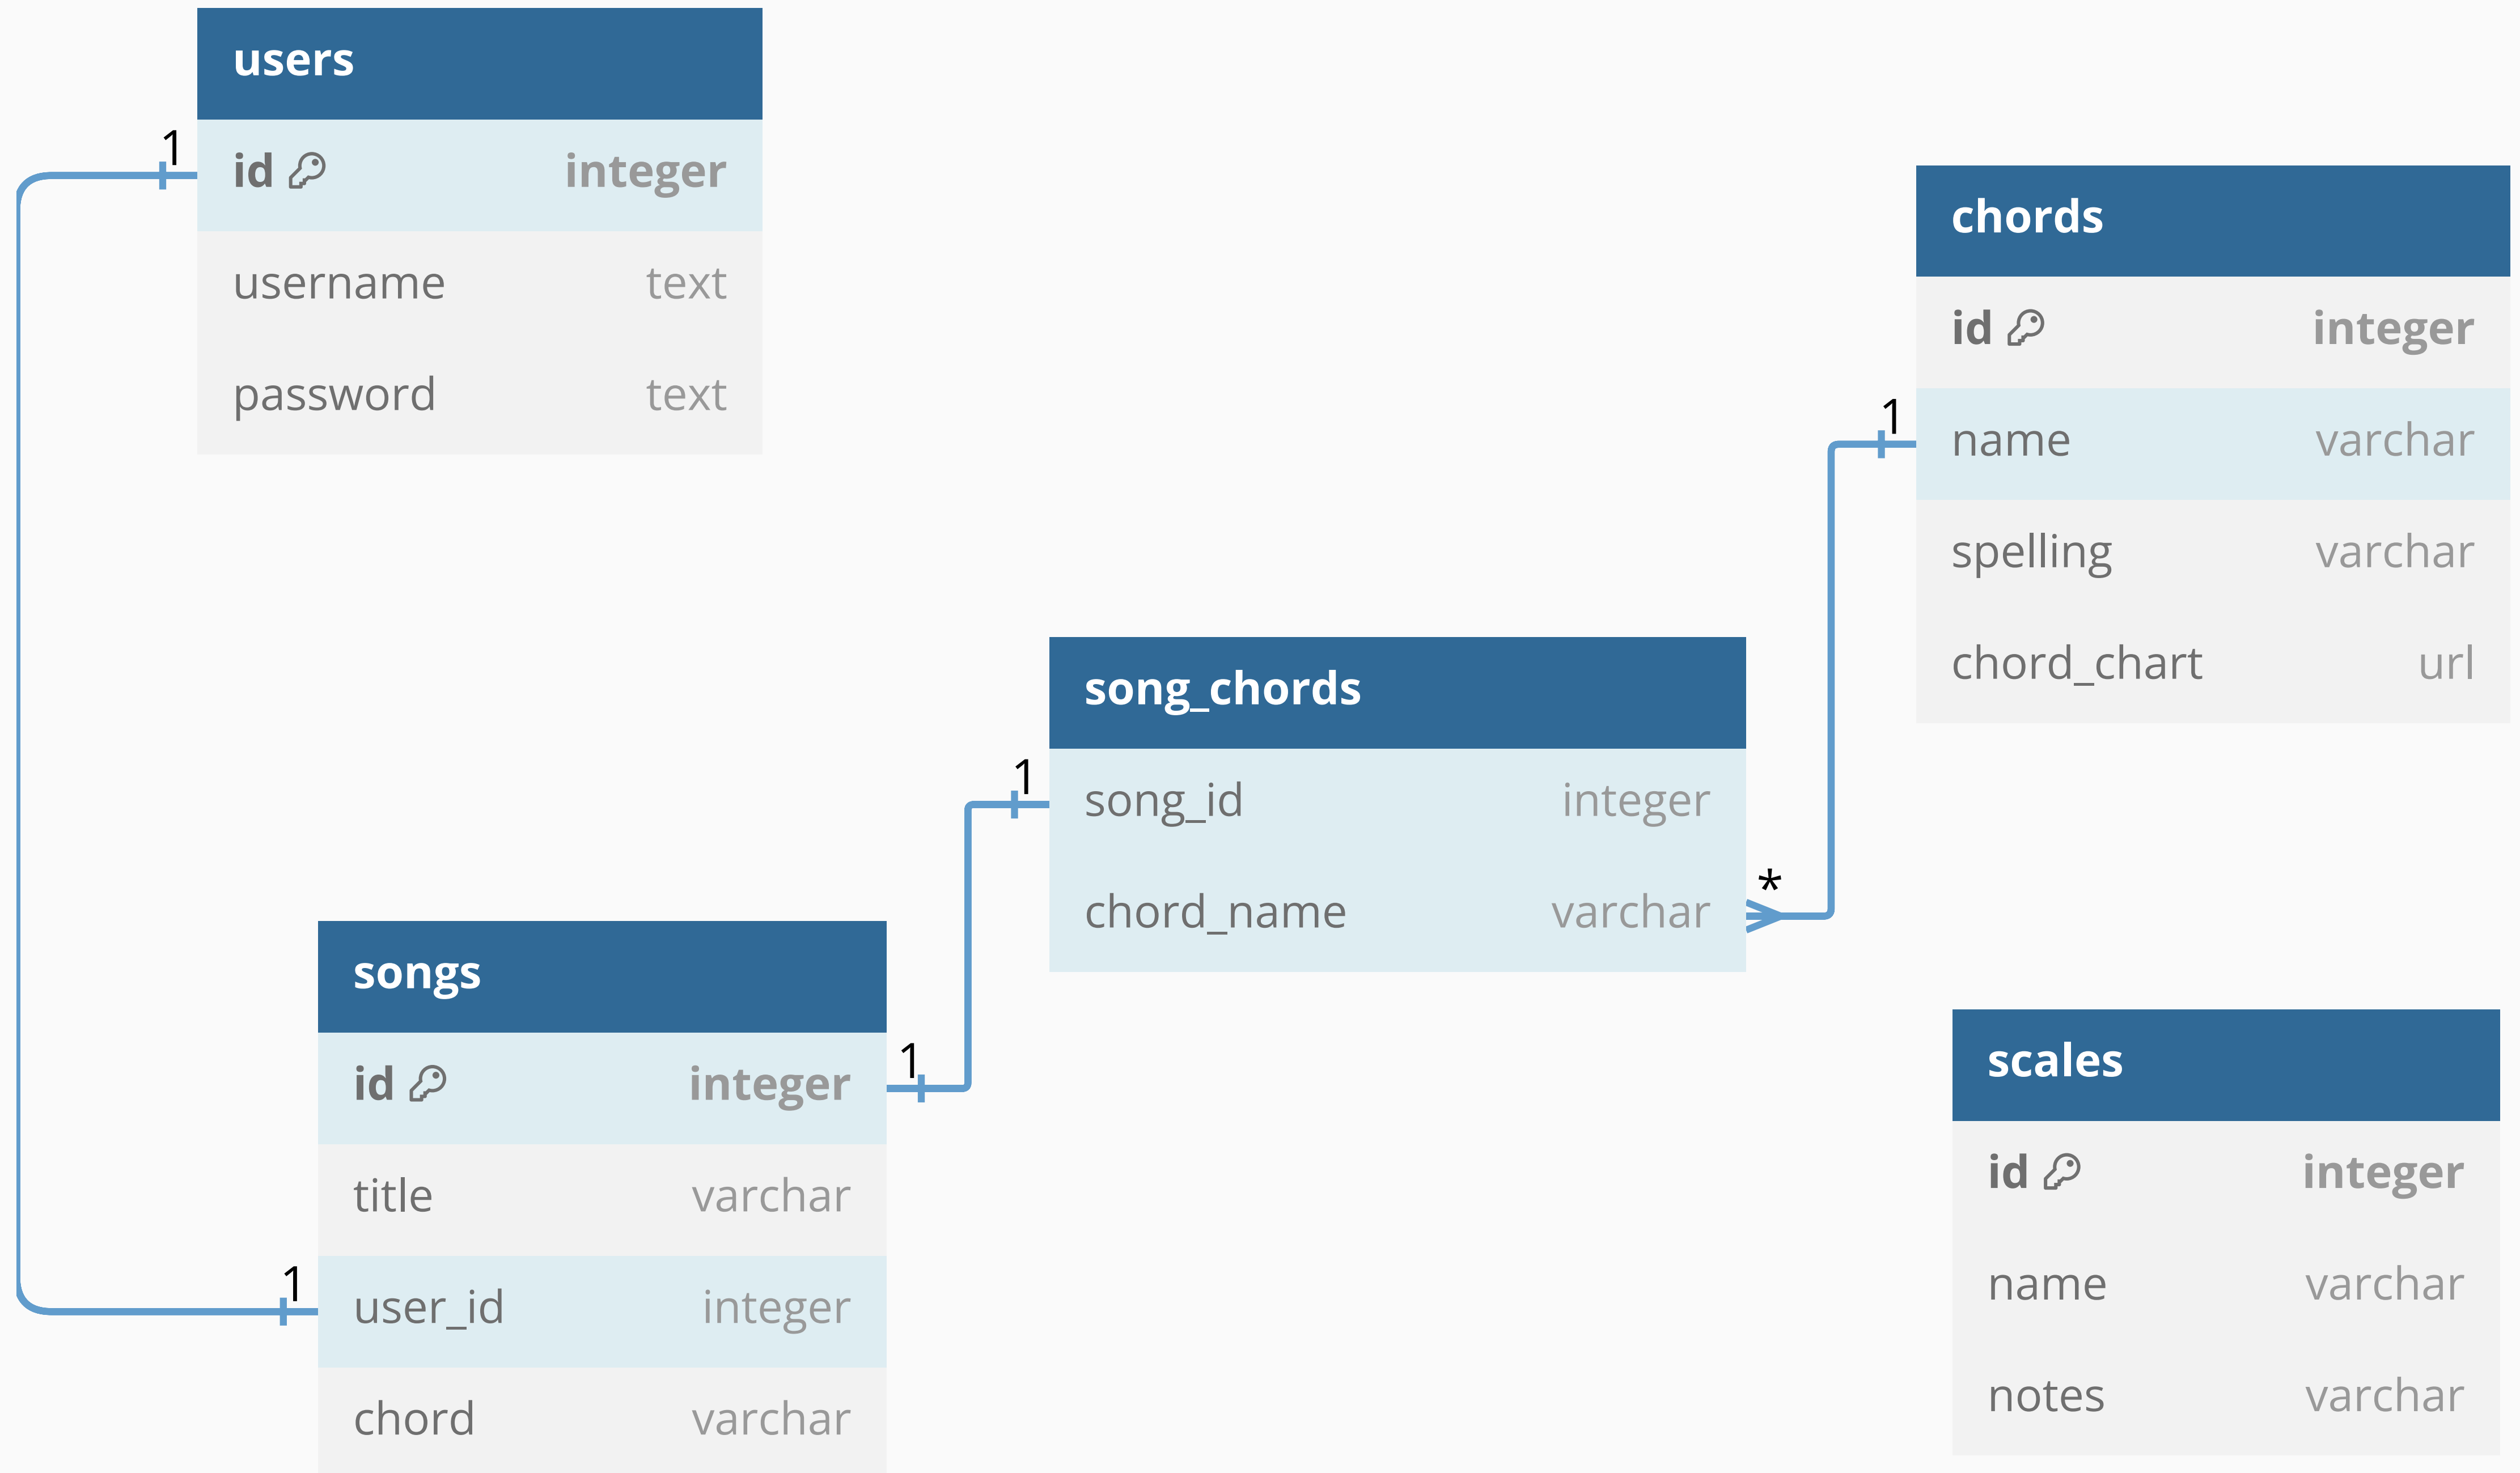 users
1
id integer
username text
password text
chords
id integer
1
name varchar
spelling varchar
chord_chart url
song_chords
1
song_id integer
*
chord_name varchar
songs
1
id integer
title varchar
1
user_id integer
chord varchar
scales
id integer
name varchar
notes varchar